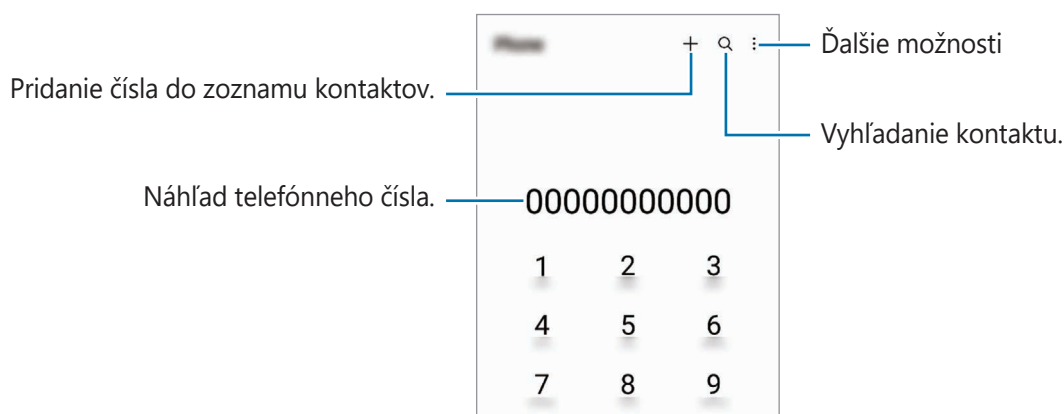 Phone
Ďalšie možnosti
Pridanie čísla do zoznamu kontaktov.
Vyhľadanie kontaktu.
Náhľad telefónneho čísla.
00000000000
1 2 3
4 5 6
7 8 9